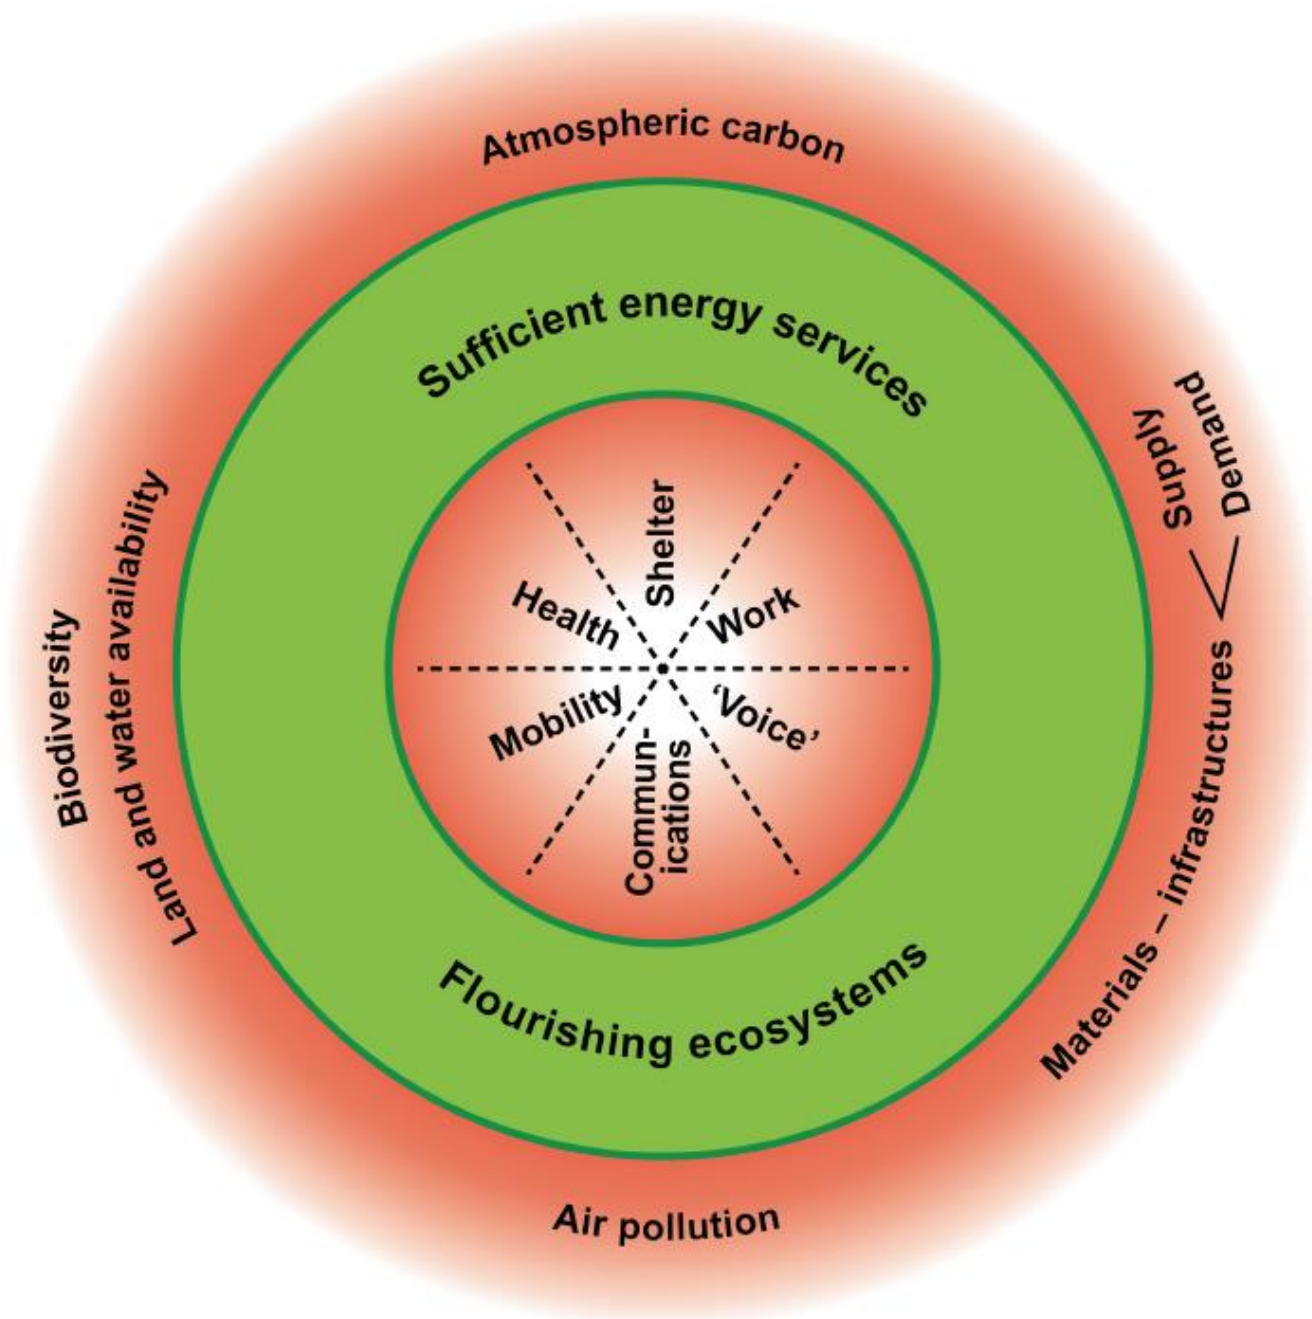 Atmospheric carbon
Sufficient energy services
Demand
Supply
Shelter
Health
Work
Mobility
‘Voice’
Commun-
ications
Biodiversity
Land and water availability
Materials – infrastructures
Flourishing ecosystems
Air pollution